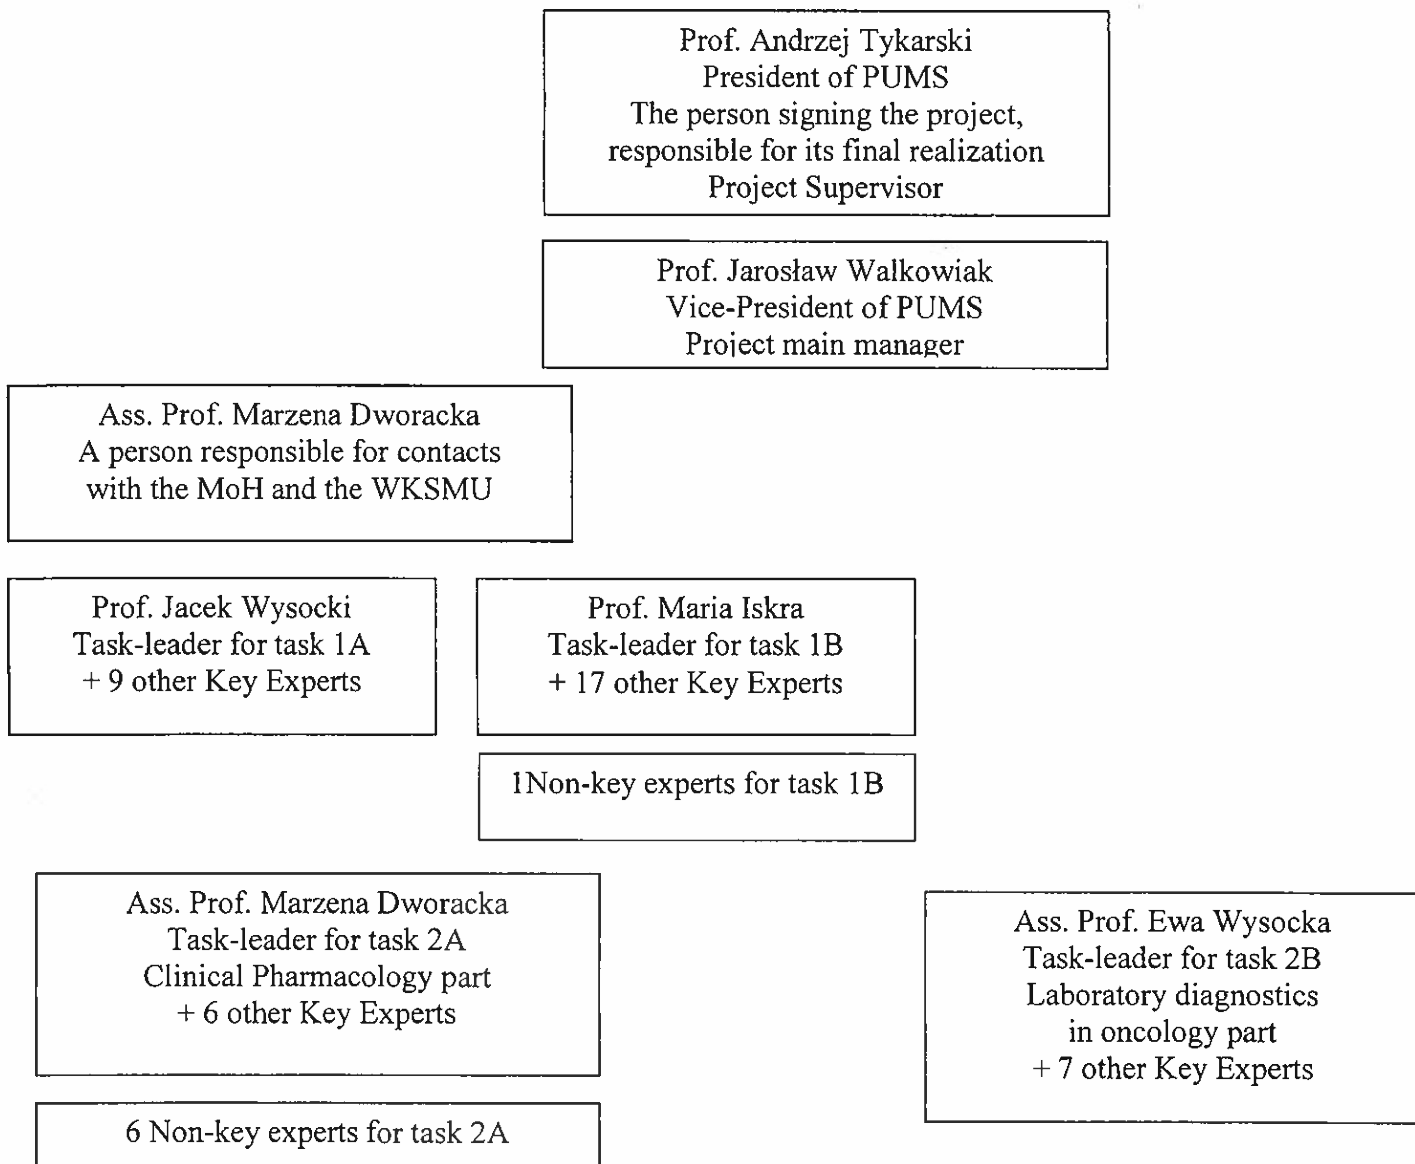 Prof. Andrzej Tykarski
President of PUMS
The person signing the project,
responsible for its final realization
Project Supervisor
Prof. Jarosław Walkowiak
Vice-President of PUMS
Project main manager
Ass. Prof. Marzena Dworacka
A person responsible for contacts
with the MoH and the WKSMU
Prof. Jacek Wysocki
Task-leader for task 1A
+ 9 other Key Experts
Prof. Maria Iskra
Task-leader for task 1B
+ 17 other Key Experts
1Non-key experts for task 1B
Ass. Prof. Marzena Dworacka
Task-leader for task 2A
Clinical Pharmacology part
+ 6 other Key Experts
Ass. Prof. Ewa Wysocka
Task-leader for task 2B
Laboratory diagnostics
in oncology part
+ 7 other Key Experts
6 Non-key experts for task 2A